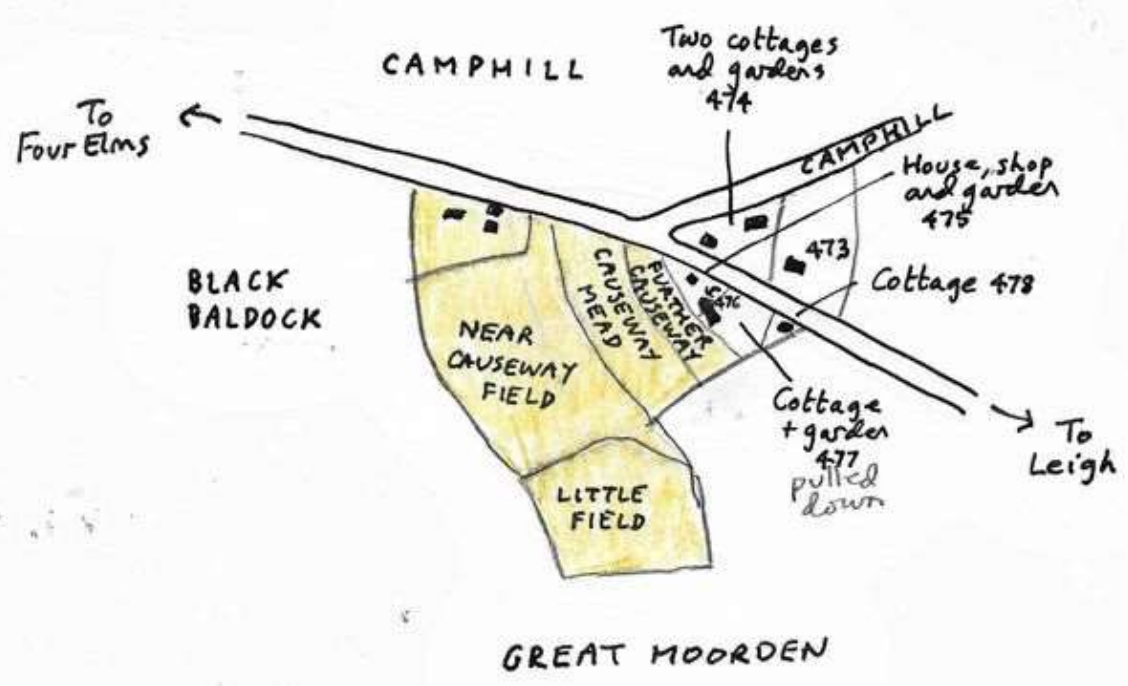 CAMPHILL
Two cottages
and gardens
474
To
Four Elms
CAMPHILL
House, shop
and garden
475
473
Cottage 478
476
BLACK
BALDOCK
NEAR
CAUSEWAY
FIELD
CAUSEWAY
MEAD
FURTHER
CAUSEWAY
Cottage
+ garden
477
pulled
down
To
Leigh
LITTLE
FIELD
GREAT MOORDEN